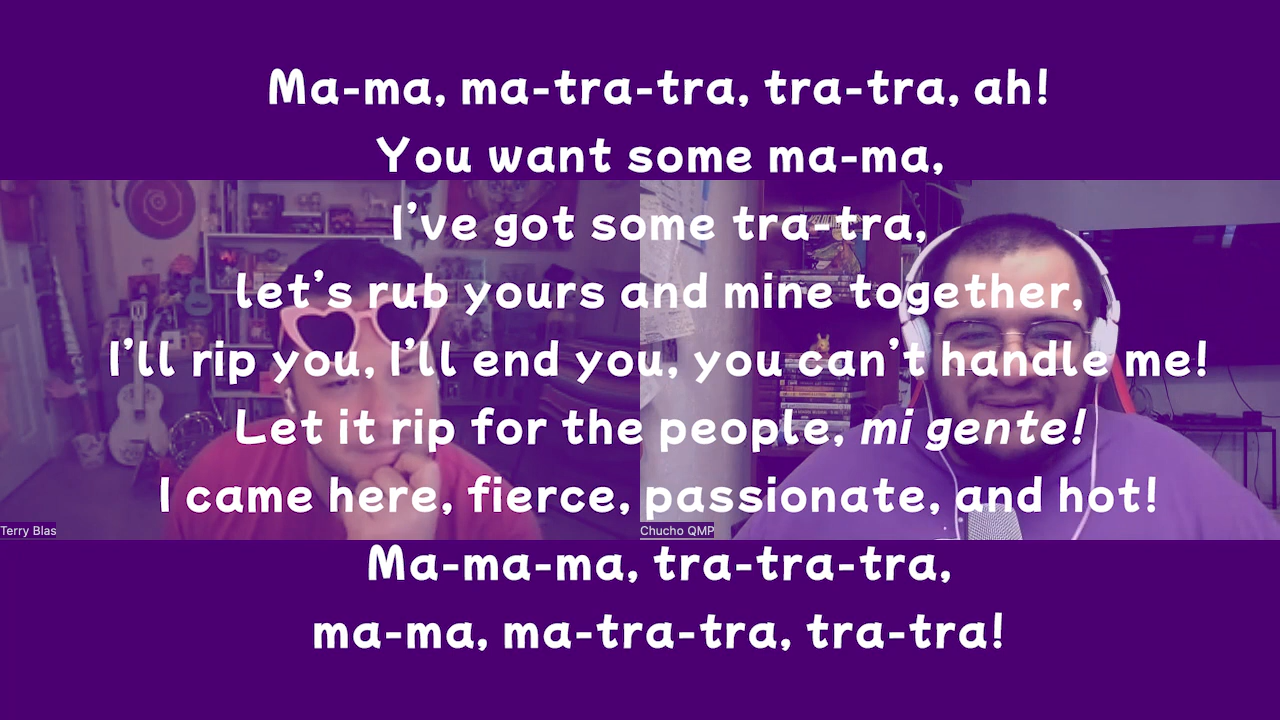 Ma-ma, ma-tra-tra, tra-tra, ah!
You want some ma-ma,
I've got some tra-tra,
let's rub yours and mine together,
I'll rip you, I'll end you, you can't handle me!
Let it rip for the people, mi gente!
I came here, fierce, passionate, and hot!
Ma-ma-ma, tra-tra-tra,
ma-ma, ma-tra-tra, tra-tra!
Terry Blas
Chucho QMP